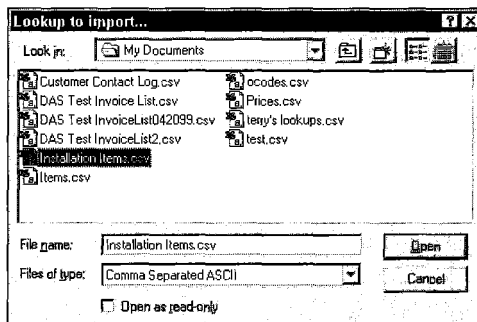 Lookup to import...
Look in: My Documents
Customer Contact Log.csv
DAS Test Invoice List.csv
DAS Test InvoiceList042099.csv
DAS Test InvoiceList2.csv
Installation Items.csv
Items.csv
ocodes.csv
Prices.csv
terry's lookups.csv
test.csv
File name: Installation Items.csv Open
Files of type: Comma Separated ASCII Cancel
Open as read-only